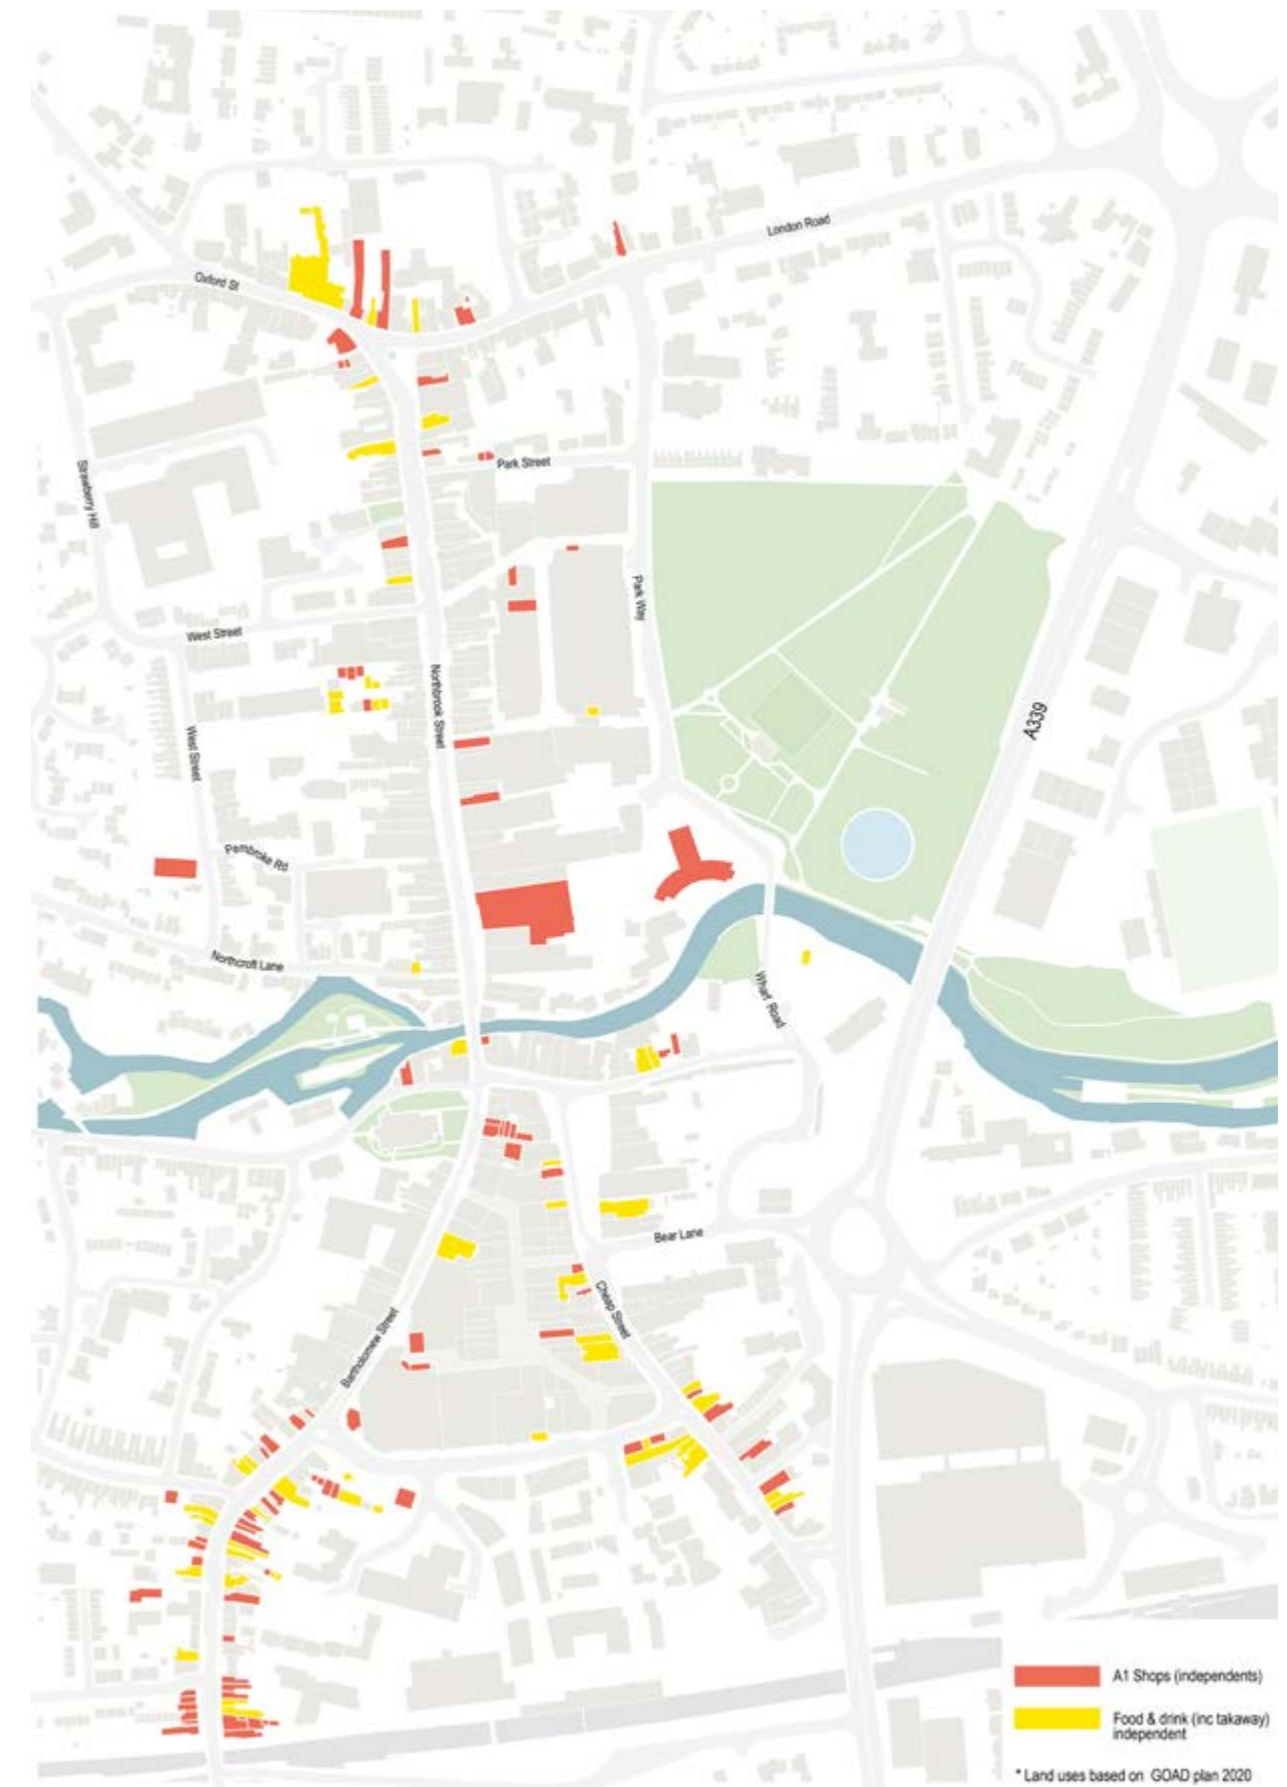 London Road
Oxford St
Park Street
Strawberry Hill
Park Way
West Street
Northbrook Street
A339
West Street
Pembroke Rd
Northcroft Lane
Wharf Road
Bear Lane
Cheap Street
Bartholomew Street
A1 Shops (independents)
Food & drink (inc takaway)
independent
* Land uses based on GOAD plan 2020